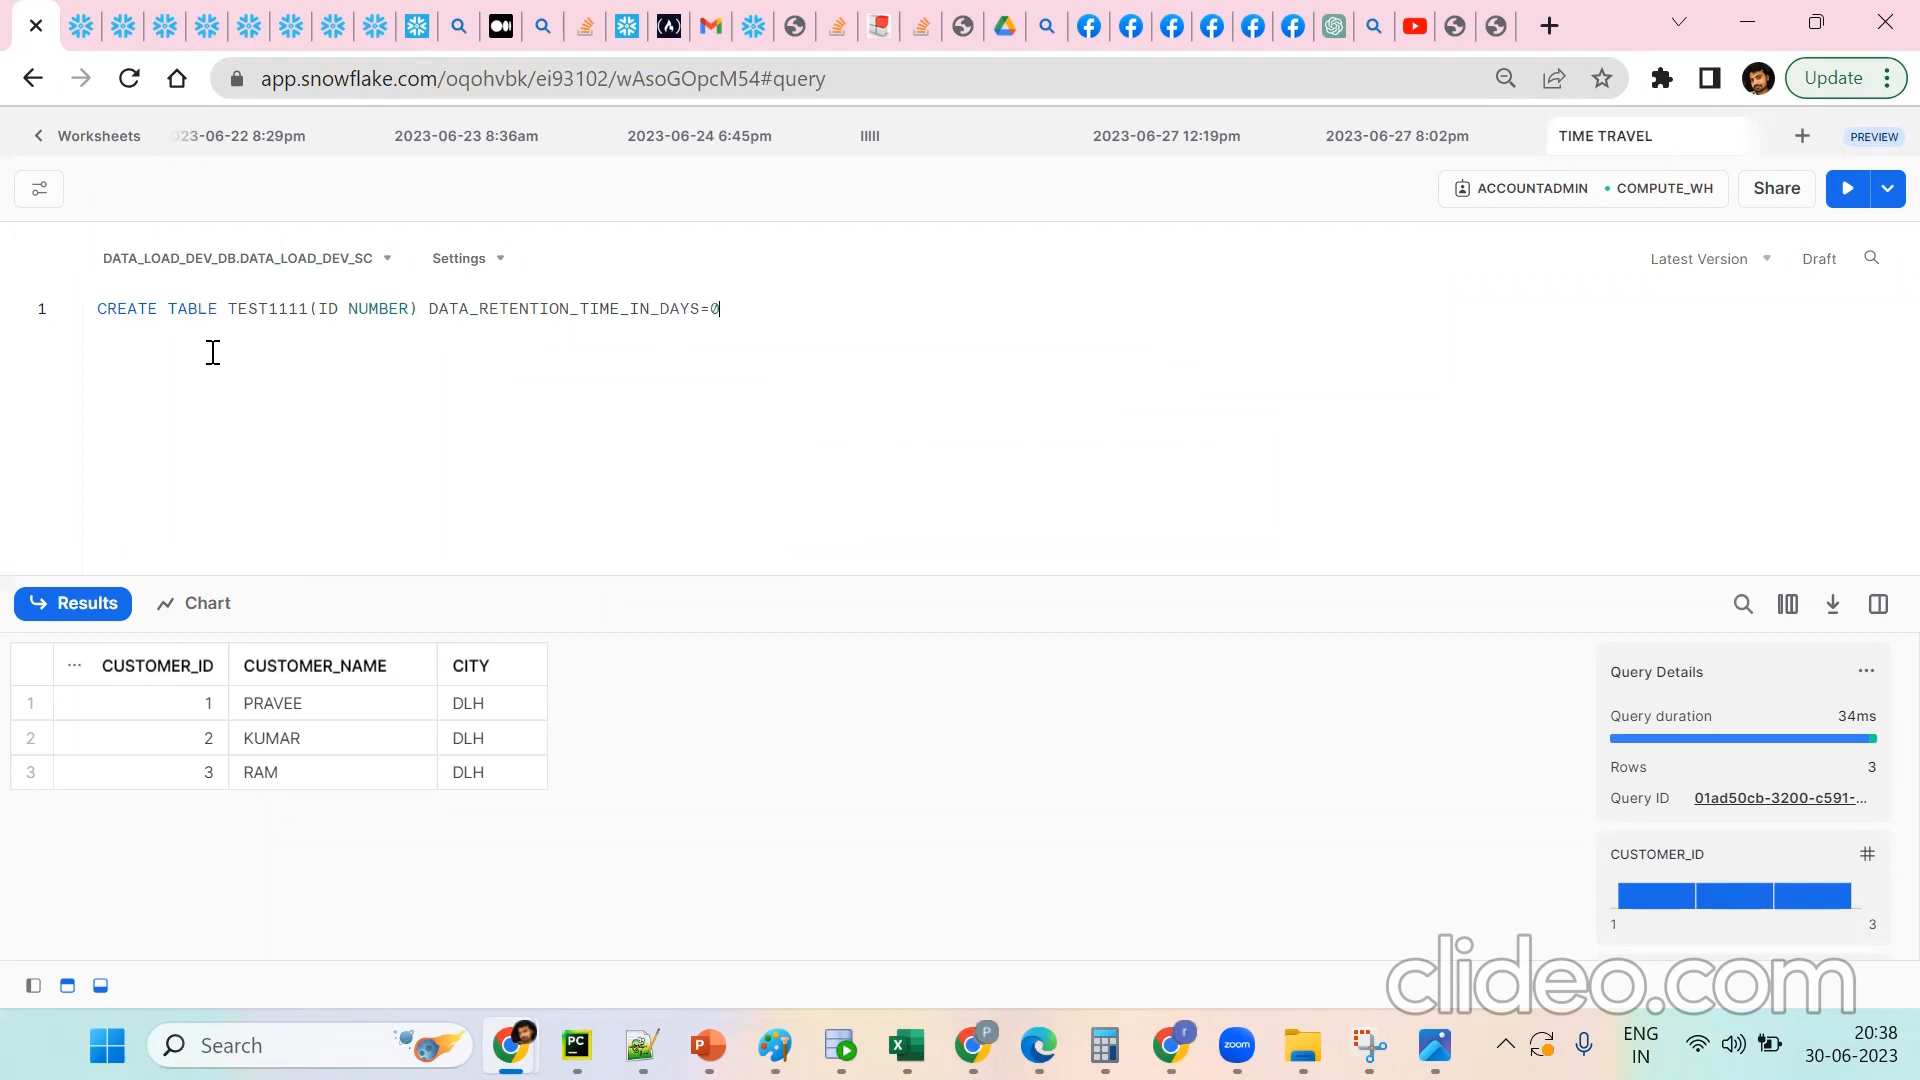 app.snowflake.com/oqohvbk/ei93102/wAsoGOpcM54#query
Update
Worksheets
23-06-22 8:29pm
2023-06-23 8:36am
2023-06-24 6:45pm
lllll
2023-06-27 12:19pm
2023-06-27 8:02pm
TIME TRAVEL
PREVIEW
ACCOUNTADMIN
COMPUTE_WH
Share
DATA_LOAD_DEV_DB.DATA_LOAD_DEV_SC
Settings
Latest Version
Draft
1 CREATE TABLE TEST1111(ID NUMBER) DATA_RETENTION_TIME_IN_DAYS=0
Results
Chart
... CUSTOMER_ID CUSTOMER_NAME CITY
1 1 PRAVEE DLH
2 2 KUMAR DLH
3 3 RAM DLH
Query Details ...
Query duration 34ms
Rows 3
Query ID 01ad50cb-3200-c591-...
CUSTOMER_ID #
1 3
clideo.com
Search
PC
P
X
P
r
zoom
ENG
IN
20:38
30-06-2023